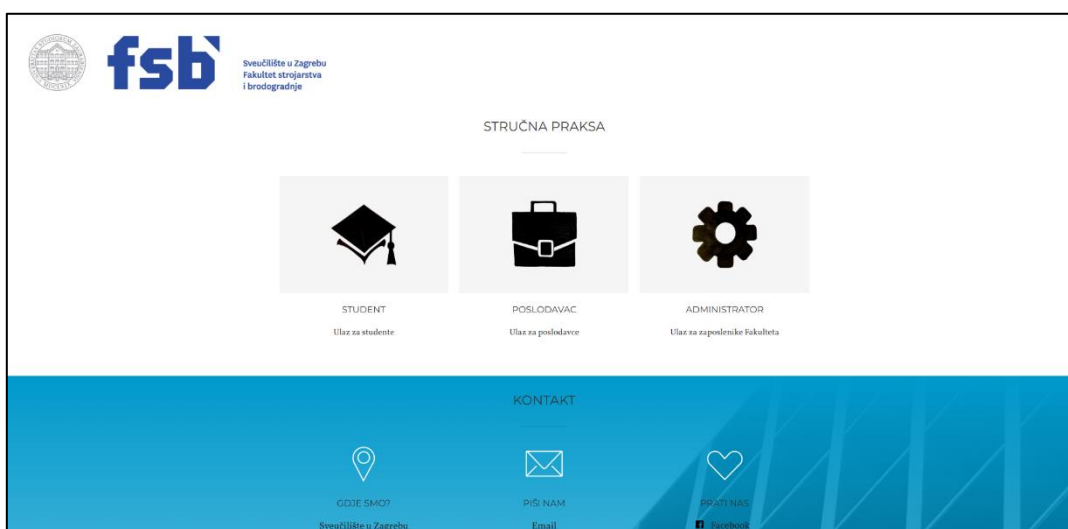 fsb
Sveučilište u Zagrebu
Fakultet strojarstva
i brodogradnje
STRUČNA PRAKSA
STUDENT
Ulaz za studente
POSLODAVAC
Ulaz za poslodavce
ADMINISTRATOR
Ulaz za zaposlenike Fakulteta
KONTAKT
GDJE SMO?
Sveučilište u Zagrebu
PIŠI NAM
Email
PRATI NAS
Facebook